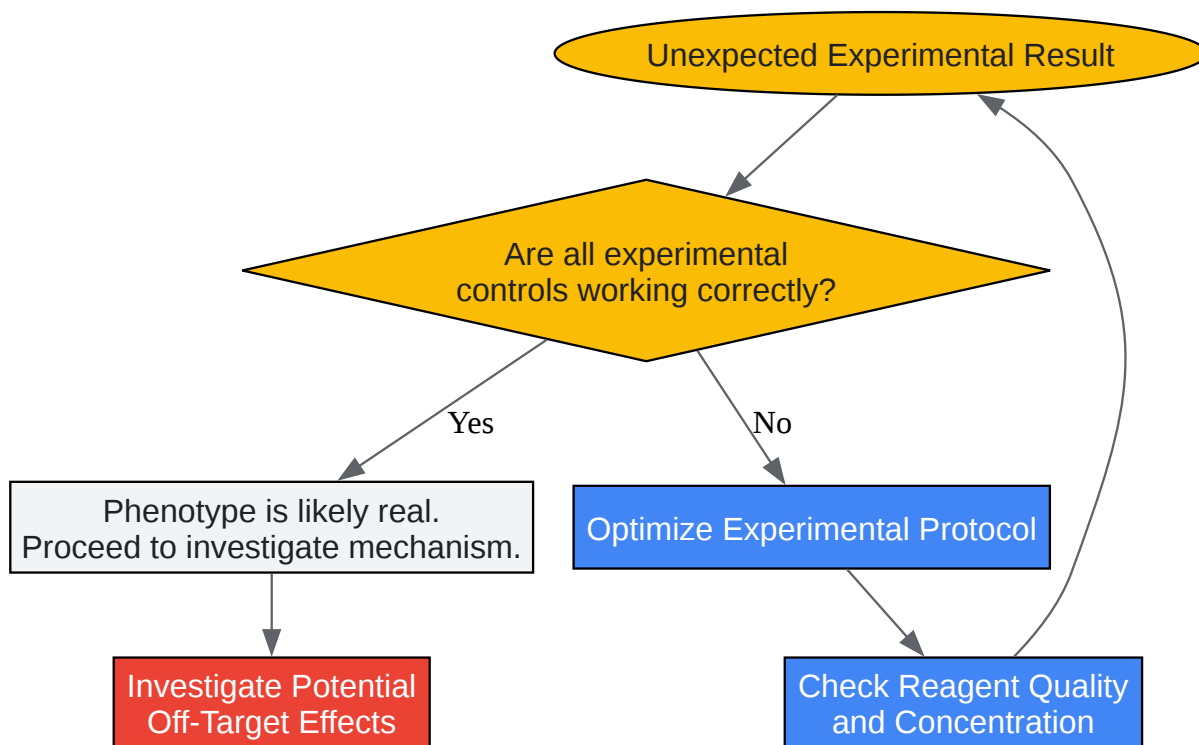 Unexpected Experimental Result
Are all experimental
controls working correctly?
Yes
No
Phenotype is likely real.
Proceed to investigate mechanism.
Optimize Experimental Protocol
Investigate Potential
Off-Target Effects
Check Reagent Quality
and Concentration